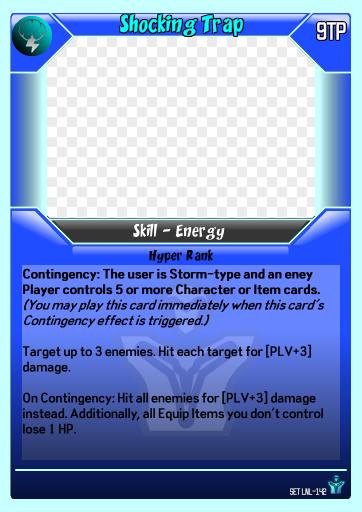 Shocking Trap
9TP
Skill - Energy
Hyper Rank
Contingency: The user is Storm-type and an eney
Player controls 5 or more Character or Item cards.
(You may play this card immediately when this card's
Contingency effect is triggered.)
Target up to 3 enemies. Hit each target for [PLV+3]
damage.
On Contingency: Hit all enemies for [PLV+3] damage
instead. Additionally, all Equip Items you don't control
lose 1 HP.
SET LNL-142